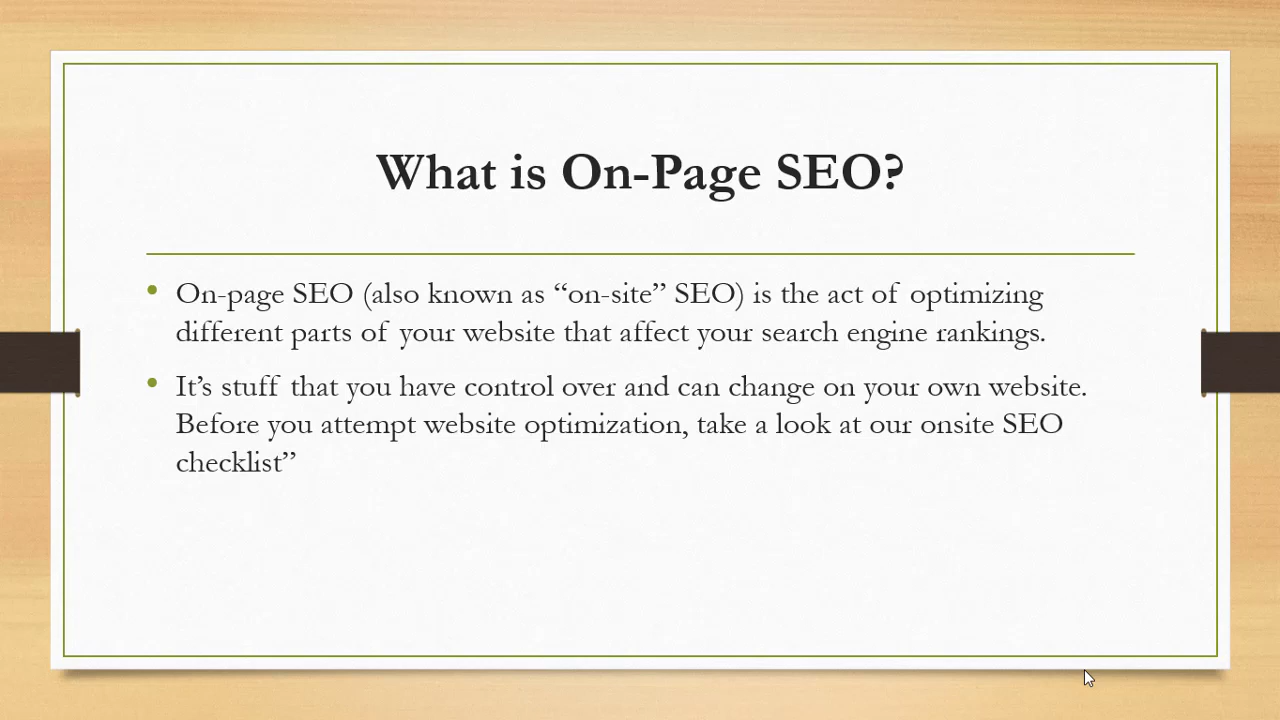 What is On-Page SEO?
• On-page SEO (also known as “on-site” SEO) is the act of optimizing
different parts of your website that affect your search engine rankings.
• It’s stuff that you have control over and can change on your own website.
Before you attempt website optimization, take a look at our onsite SEO
checklist”